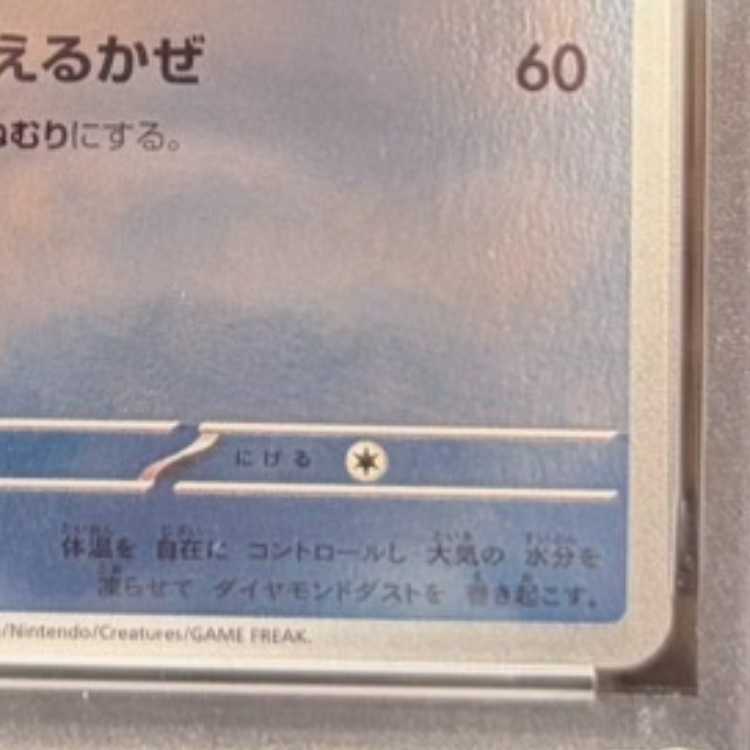 えるかぜ 60
むりにする。
にげる
体温を 自在に コントロールし 大気の 水分を
凍らせて ダイヤモンドダストを 巻き起こす。
/Nintendo/Creatures/GAME FREAK.